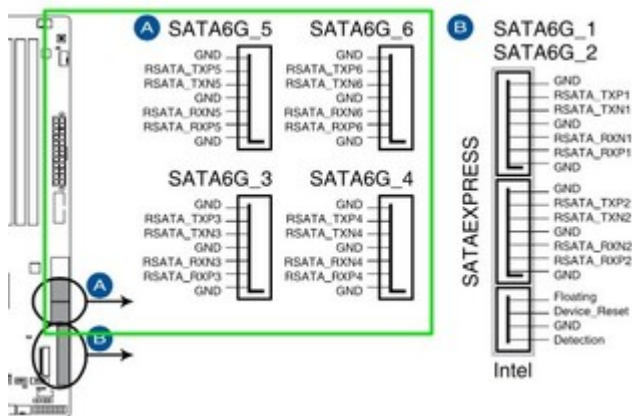 A SATA6G_5 SATA6G_6
GND
RSATA_TXP5
RSATA_TXN5
GND
RSATA_RXN5
RSATA_RXP5
GND
GND
RSATA_TXP6
RSATA_TXN6
GND
RSATA_RXN6
RSATA_RXP6
GND
SATA6G_3 SATA6G_4
GND
RSATA_TXP3
RSATA_TXN3
GND
RSATA_RXN3
RSATA_RXP3
GND
GND
RSATA_TXP4
RSATA_TXN4
GND
RSATA_RXN4
RSATA_RXP4
GND
B SATA6G_1
SATA6G_2
SATAEXPRESS
GND
RSATA_TXP1
RSATA_TXN1
GND
RSATA_RXN1
RSATA_RXP1
GND
GND
RSATA_TXP2
RSATA_TXN2
GND
RSATA_RXN2
RSATA_RXP2
GND
Floating
Device_Reset
GND
Detection
Intel
A
B